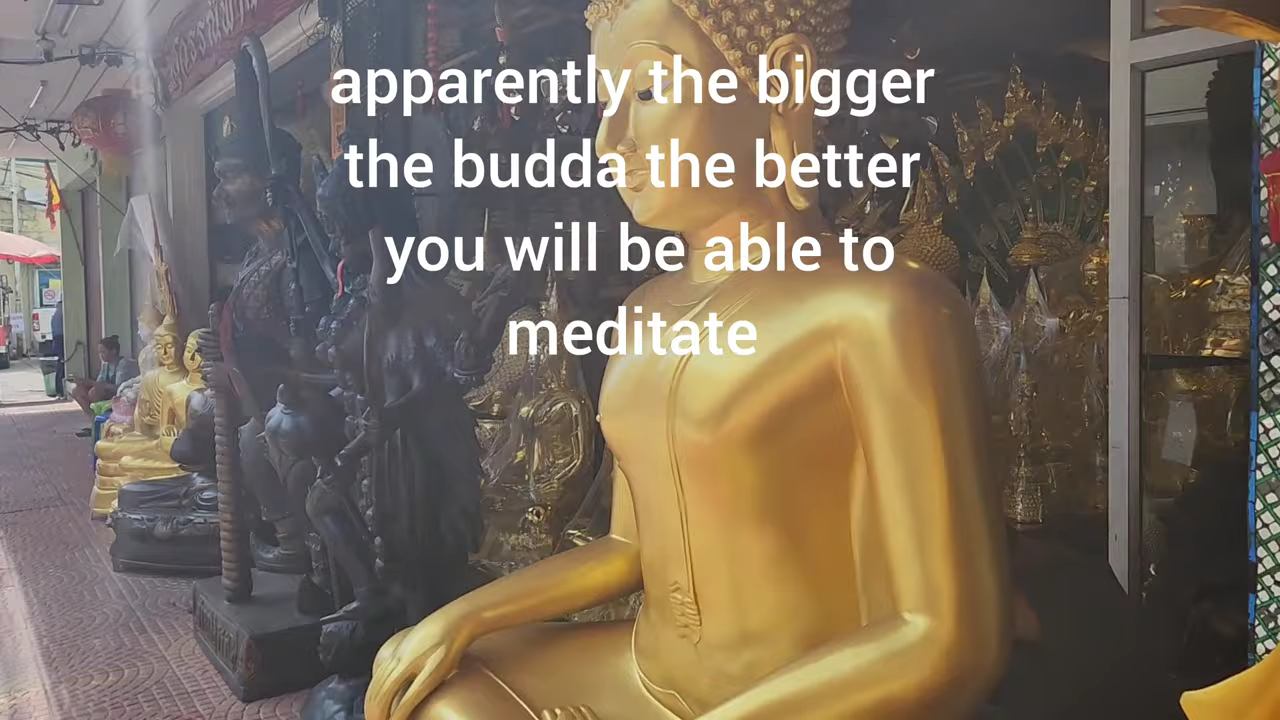 apparently the bigger
the budda the better
you will be able to
meditate